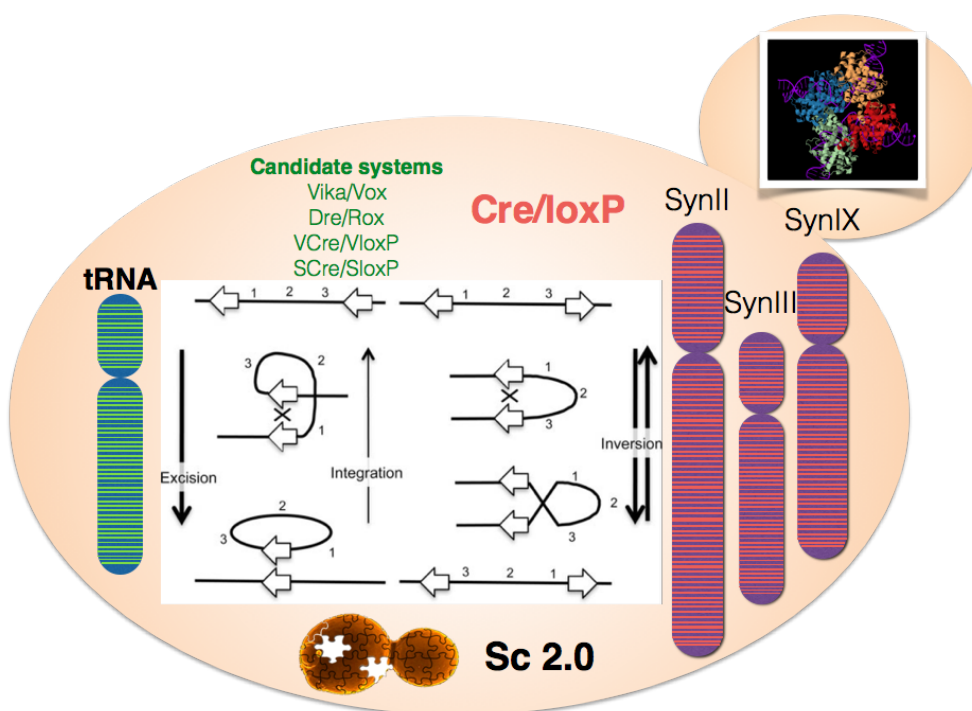 Candidate systems
Vika/Vox
Dre/Rox
VCre/VloxP
SCre/SloxP
Cre/loxP
SynII
SynIX
SynIII
tRNA
1 2 3
1 2 3
3 2
1
1
2
3
Excision
Integration
Inversion
2
3 1
1
2
3
3 2 1
Sc 2.0